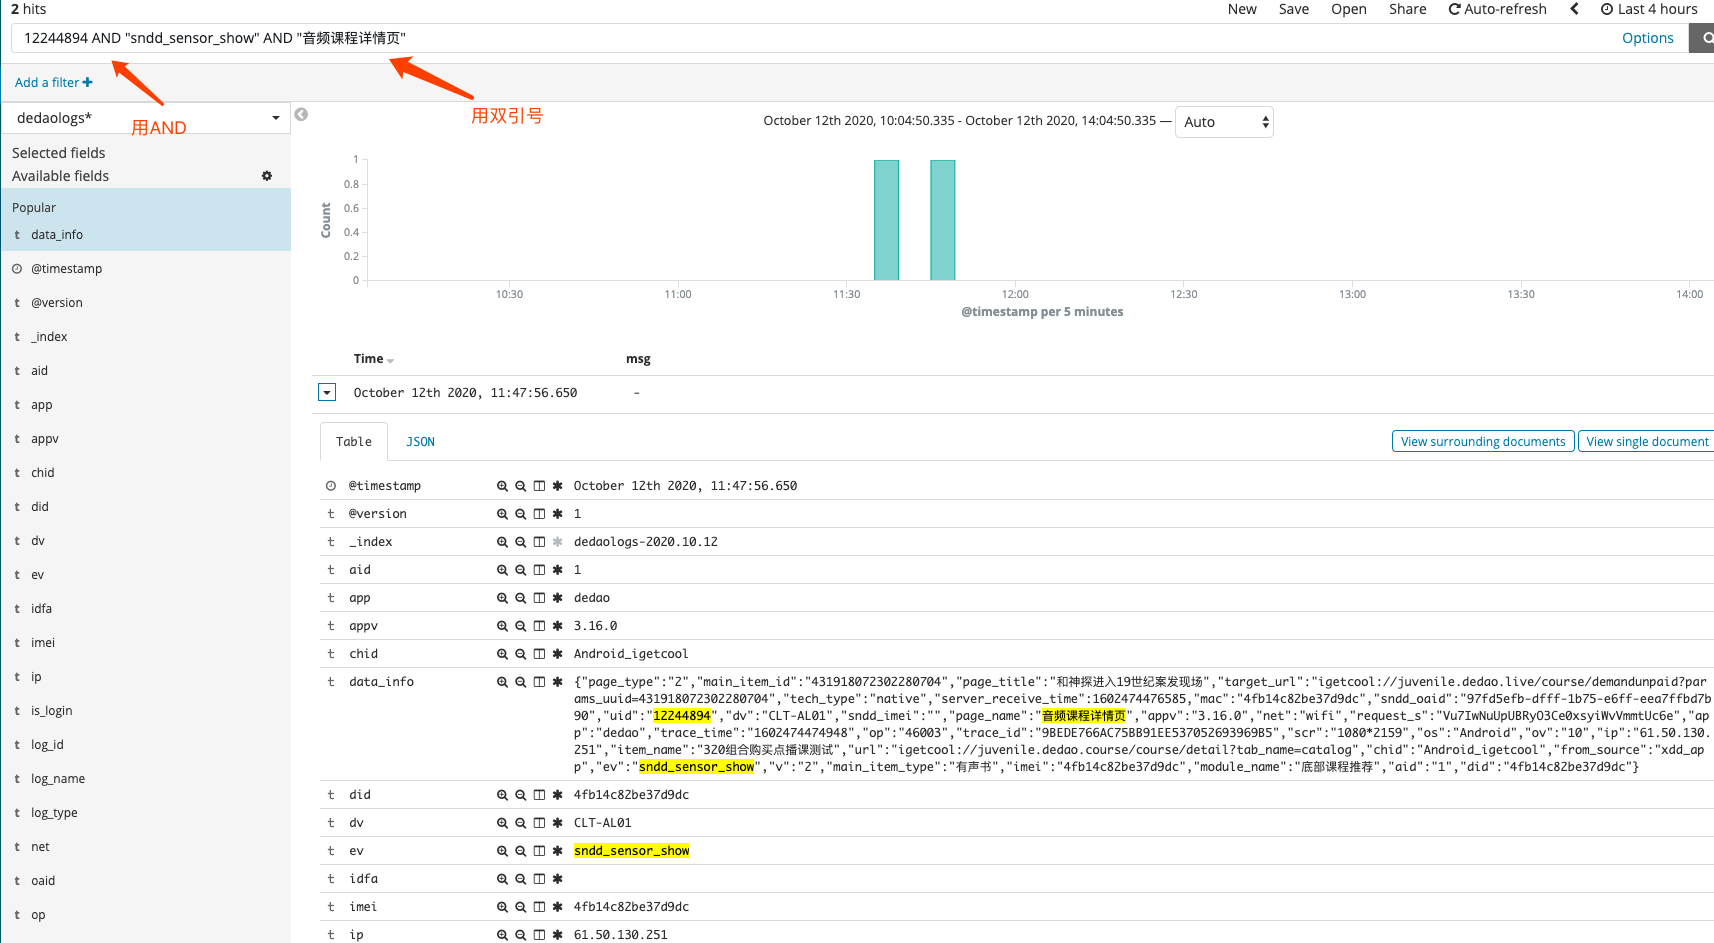 2 hits
New Save Open Share Auto-refresh Last 4 hours
12244894 AND "sndd_sensor_show" AND "音频课程详情页"
Options
Add a filter
用AND
用双引号
dedaologs*
October 12th 2020, 10:04:50.335 - October 12th 2020, 14:04:50.335 — Auto
Selected fields
Available fields
Popular
t data_info
@timestamp
t @version
t _index
t aid
t app
t appv
t chid
t did
t dv
t ev
t idfa
t imei
t ip
t is_login
t log_id
t log_name
t log_type
t net
t oaid
t op
Count
1
0.8
0.6
0.4
0.2
0
10:30 11:00 11:30 12:00 12:30 13:00 13:30 14:00
@timestamp per 5 minutes
Time msg
October 12th 2020, 11:47:56.650 -
Table JSON
View surrounding documents View single document
@timestamp October 12th 2020, 11:47:56.650
t @version 1
t _index dedaologs-2020.10.12
t aid 1
t app dedao
t appv 3.16.0
t chid Android_igetcool
t data_info {"page_type":"2","main_item_id":"431918072302280704","page_title":"和神探进入19世纪案发现场","target_url":"igetcool://juvenile.dedao.live/course/demandunpaid?par
ams_uuid=431918072302280704","tech_type":"native","server_receive_time":1602474476585,"mac":"4fb14c82be37d9dc","sndd_oaid":"97fd5efb-dfff-1b75-e6ff-eea7ffbd7b
90","uid":"12244894","dv":"CLT-AL01","sndd_imei":"","page_name":"音频课程详情页","appv":"3.16.0","net":"wifi","request_s":"Vu7IwNuUpUBRyO3Ce0xsyiWvVmmtUc6e","ap
p":"dedao","trace_time":"1602474474948","op":"46003","trace_id":"9BEDE766AC75BB91EE537052693969B5","scr":"1080*2159","os":"Android","ov":"10","ip":"61.50.130.
251","item_name":"320组合购买点播课测试","url":"igetcool://juvenile.dedao.course/course/detail?tab_name=catalog","chid":"Android_igetcool","from_source":"xdd_ap
p","ev":"sndd_sensor_show","v":"2","main_item_type":"有声书","imei":"4fb14c82be37d9dc","module_name":"底部课程推荐","aid":"1","did":"4fb14c82be37d9dc"}
t did 4fb14c82be37d9dc
t dv CLT-AL01
t ev sndd_sensor_show
t idfa
t imei 4fb14c82be37d9dc
t ip 61.50.130.251